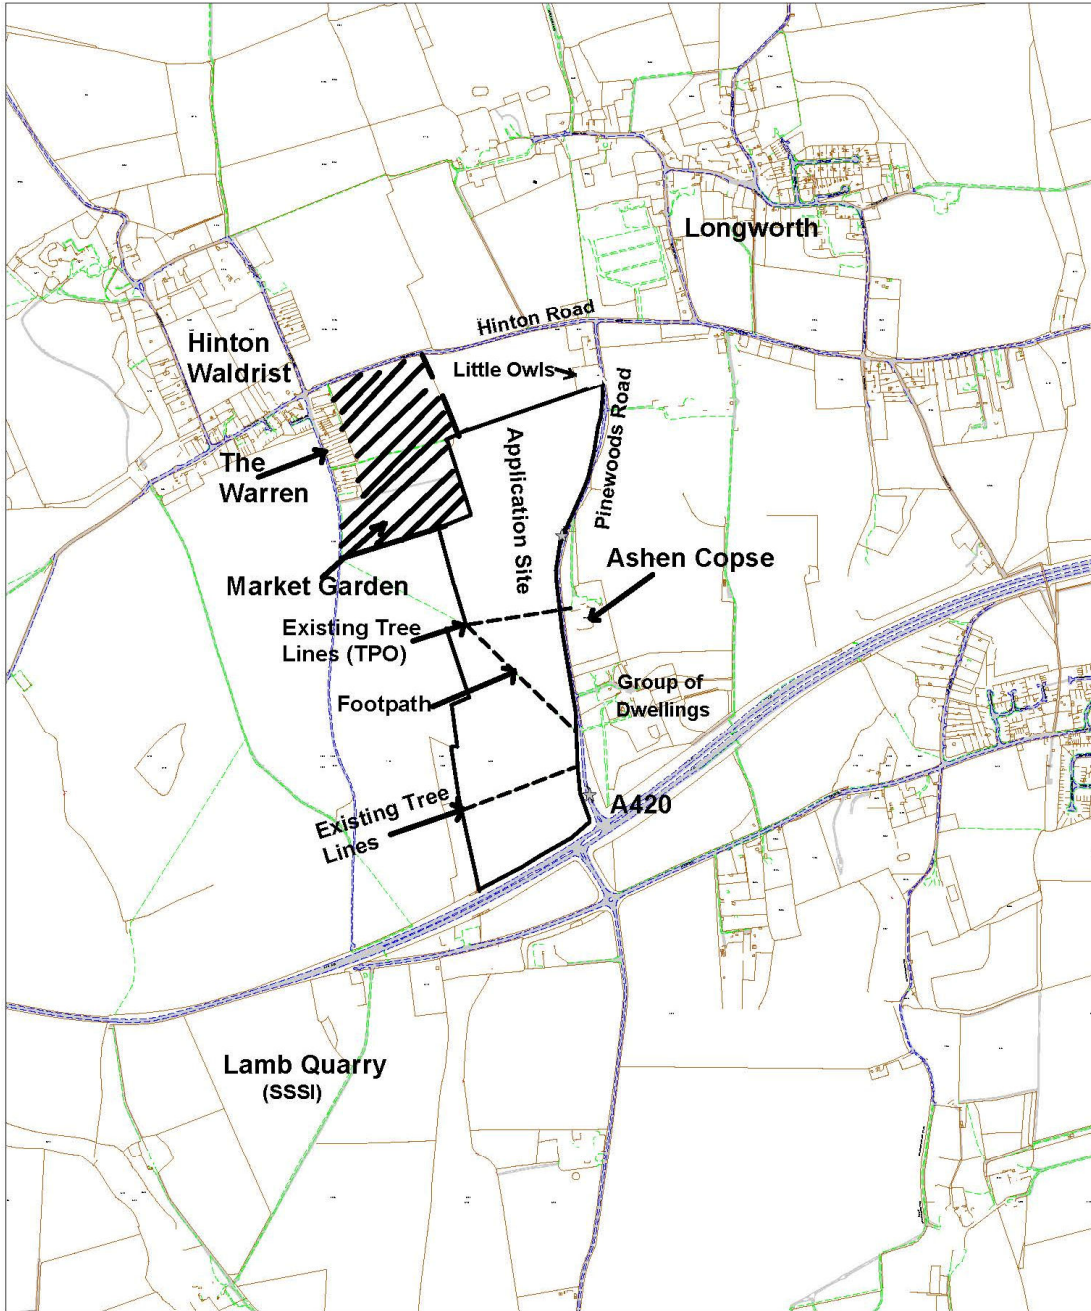 Longworth
Hinton Road
Hinton
Waldrist
Little Owls
Pinewoods Road
Application Site
The
Warren
Ashen Copse
Market Garden
Existing Tree
Lines (TPO)
Footpath
Group of
Dwellings
Existing Tree
Lines
A420
Lamb Quarry
(SSSI)